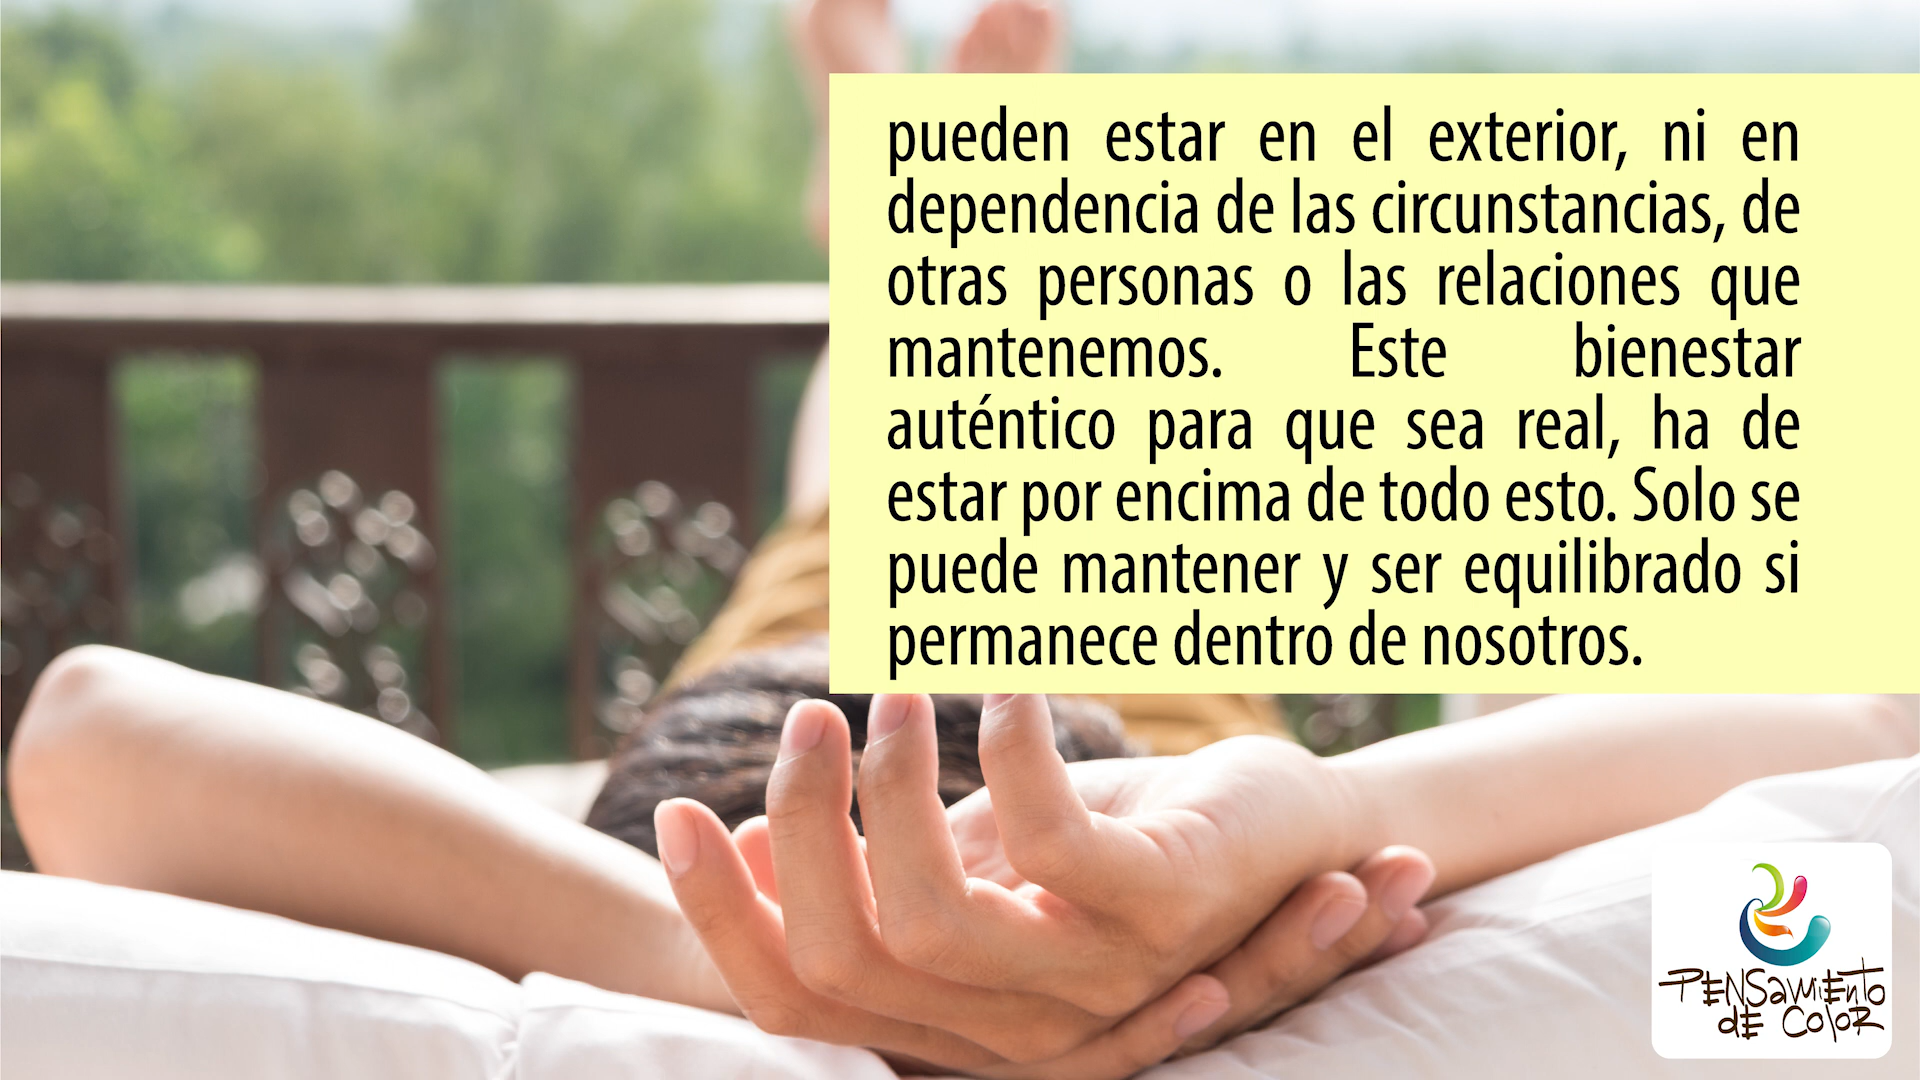 pueden estar en el exterior, ni en
dependencia de las circunstancias, de
otras personas o las relaciones que
mantenemos. Este bienestar
auténtico para que sea real, ha de
estar por encima de todo esto. Solo se
puede mantener y ser equilibrado si
permanece dentro de nosotros.
PENSamiENto
dE ColoR